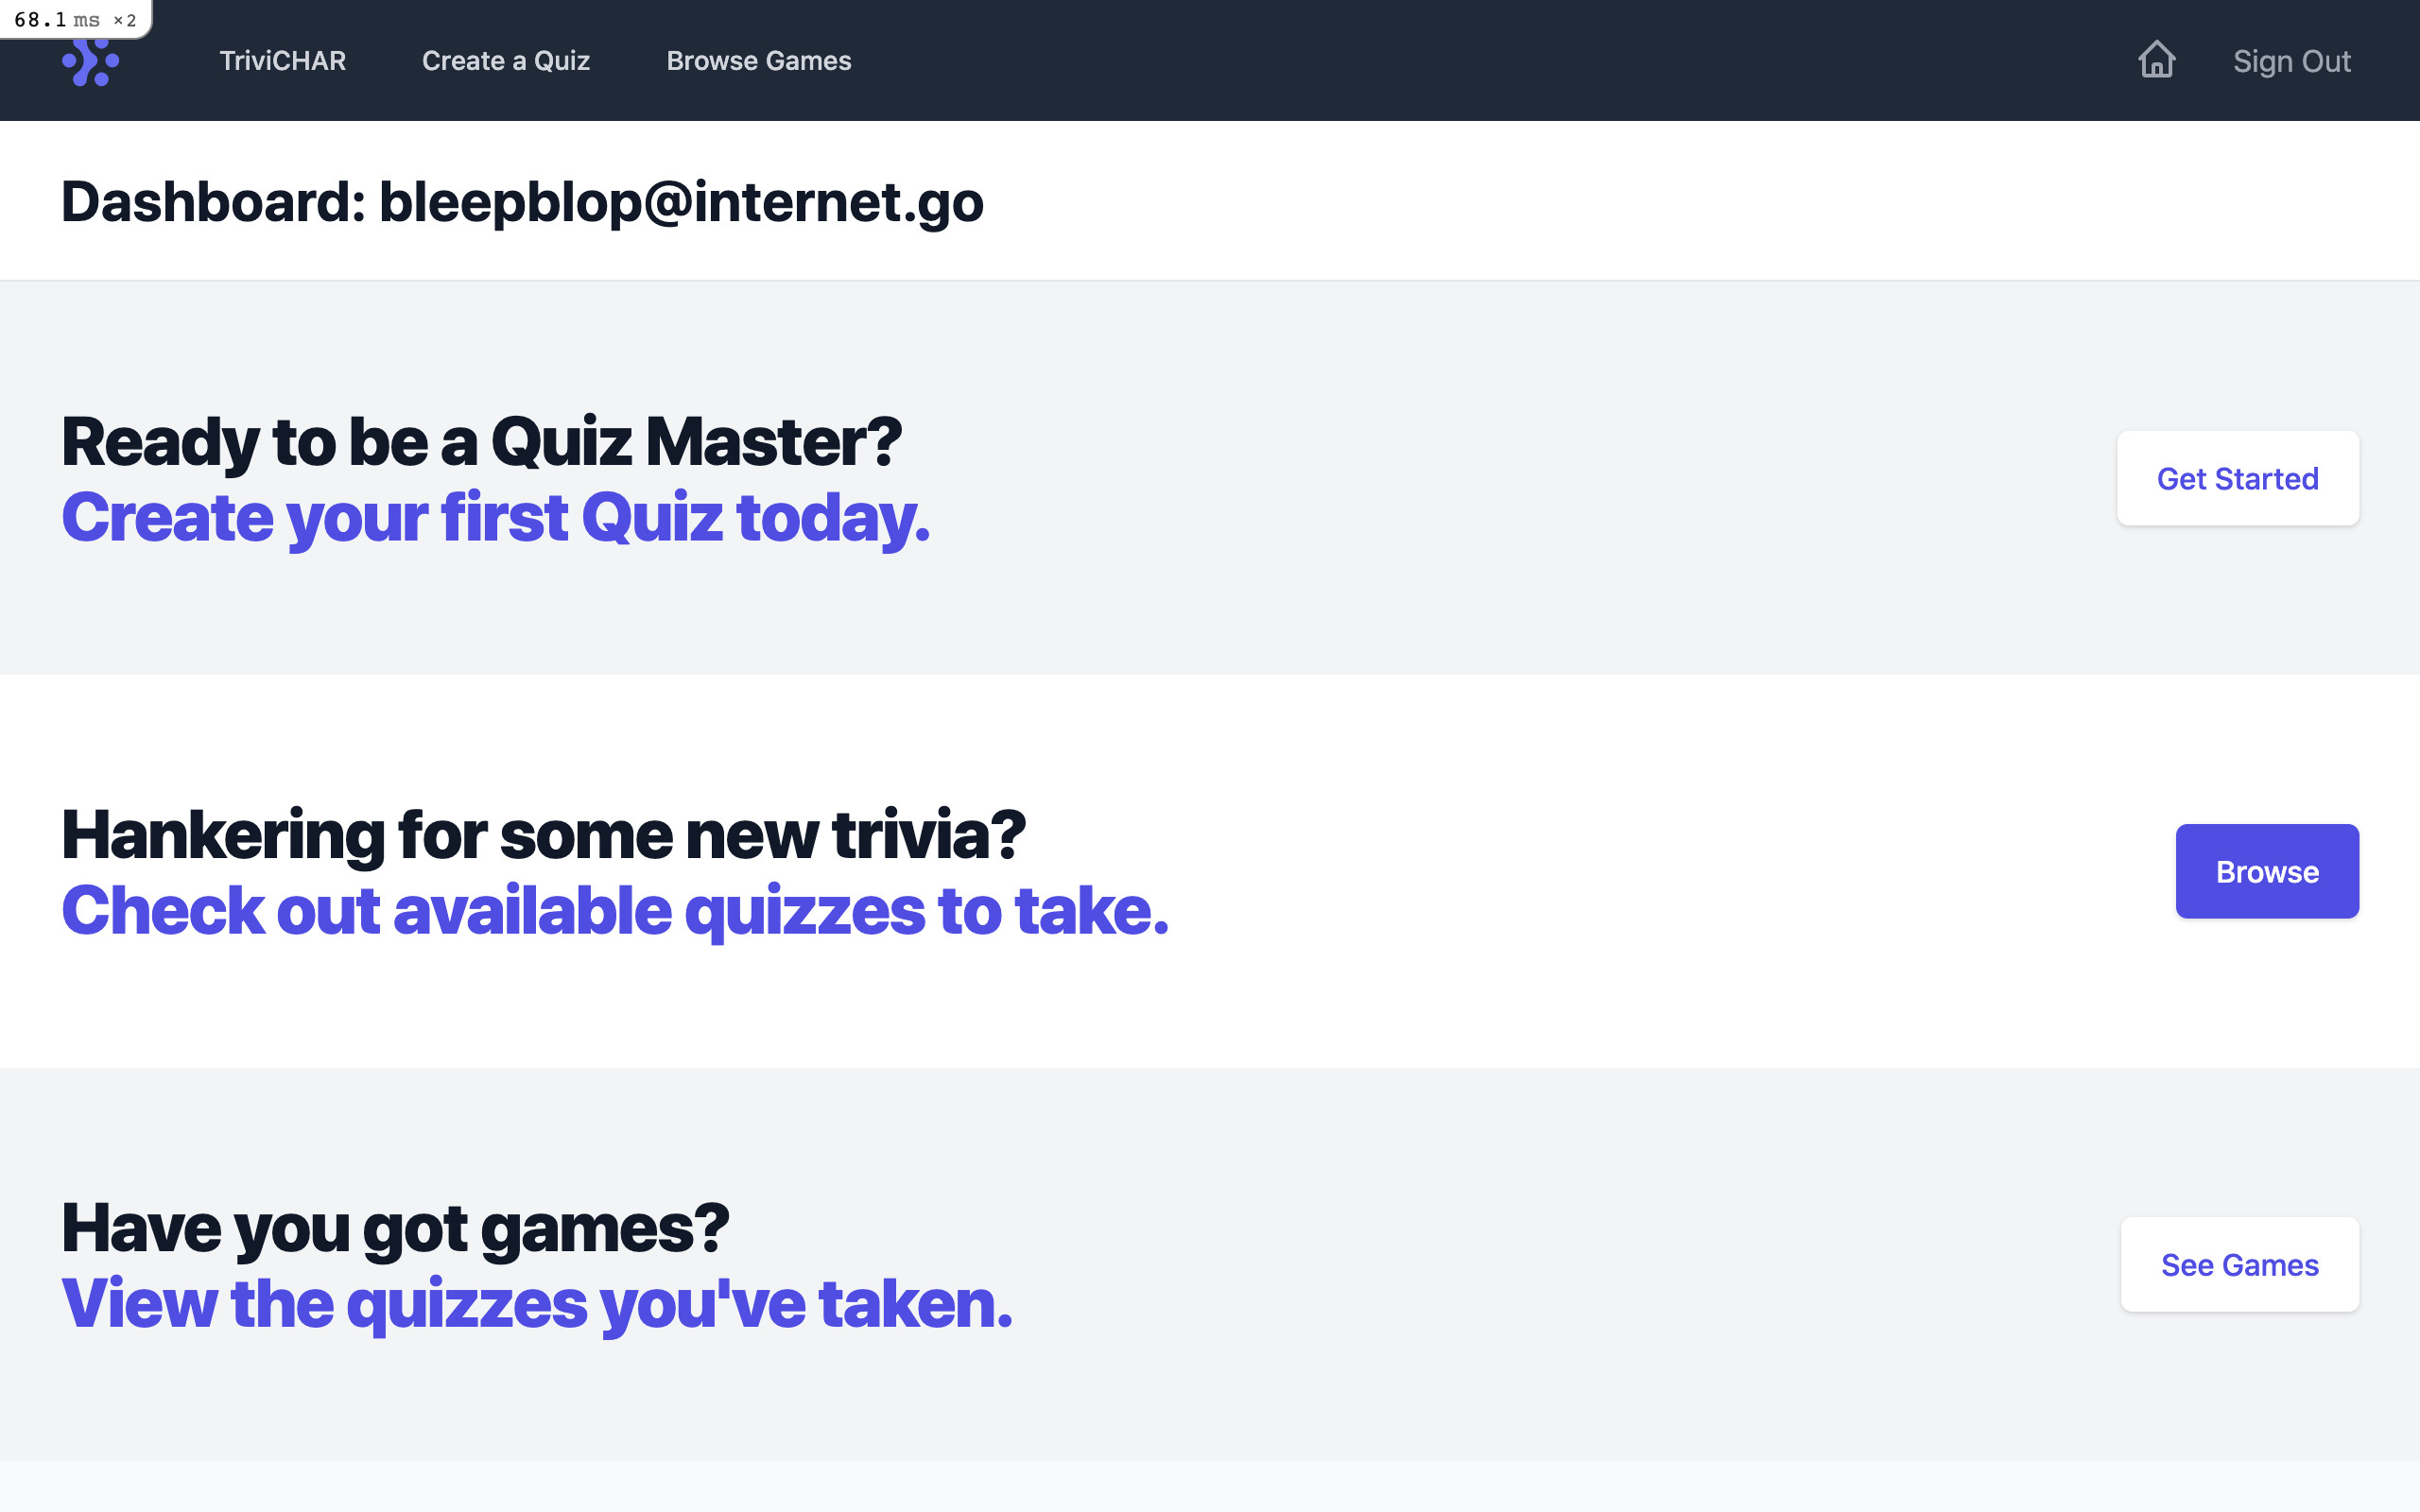 68.1 ms ×2
TriviCHAR Create a Quiz Browse Games Sign Out
Dashboard: bleepblop@internet.go
Ready to be a Quiz Master?
Create your first Quiz today.
Get Started
Hankering for some new trivia?
Check out available quizzes to take.
Browse
Have you got games?
View the quizzes you've taken.
See Games